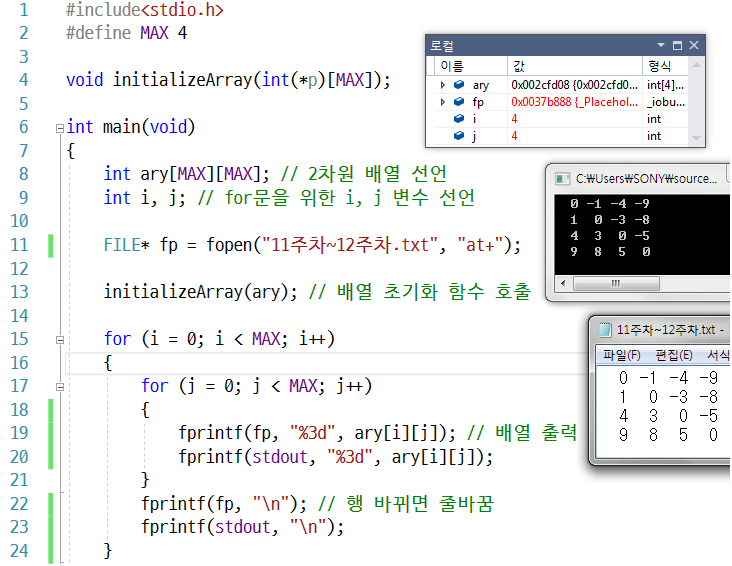 1 #include<stdio.h>
2 #define MAX 4
3
4 void initializeArray(int(*p)[MAX]);
5
6 int main(void)
7 {
8 int ary[MAX][MAX]; // 2차원 배열 선언
9 int i, j; // for문을 위한 i, j 변수 선언
10
11 FILE* fp = fopen("11주차~12주차.txt", "at+");
12
13 initializeArray(ary); // 배열 초기화 함수 호출
14
15 for (i = 0; i < MAX; i++)
16 {
17 for (j = 0; j < MAX; j++)
18 {
19 fprintf(fp, "%3d", ary[i][j]); // 배열 출력
20 fprintf(stdout, "%3d", ary[i][j]);
21 }
22 fprintf(fp, "\n"); // 행 바뀌면 줄바꿈
23 fprintf(stdout, "\n");
24 }
로컬
이름 값 형식
ary 0x002cfd08 {0x002cfd0... int[4]...
fp 0x0037b888 {_Placehol... _iobu...
i 4 int
j 4 int
C:₩Users₩SONY₩source...
0 -1 -4 -9
1 0 -3 -8
4 3 0 -5
9 8 5 0
11주차~12주차.txt -
파일(F) 편집(E) 서식
0 -1 -4 -9
1 0 -3 -8
4 3 0 -5
9 8 5 0